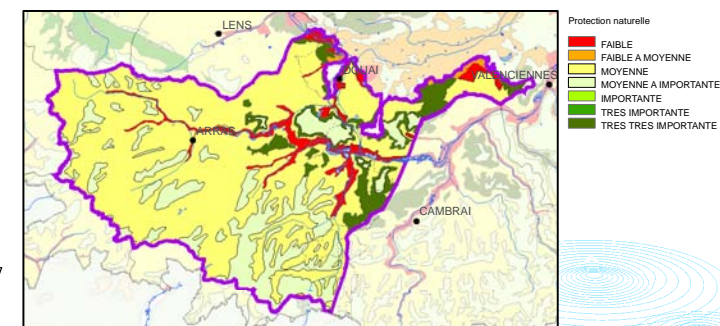 LENS
DOUAI
VALENCIENNES
ARRAS
CAMBRAI
7
Protection naturelle
FAIBLE
FAIBLE A MOYENNE
MOYENNE
MOYENNE A IMPORTANTE
IMPORTANTE
TRES IMPORTANTE
TRES TRES IMPORTANTE